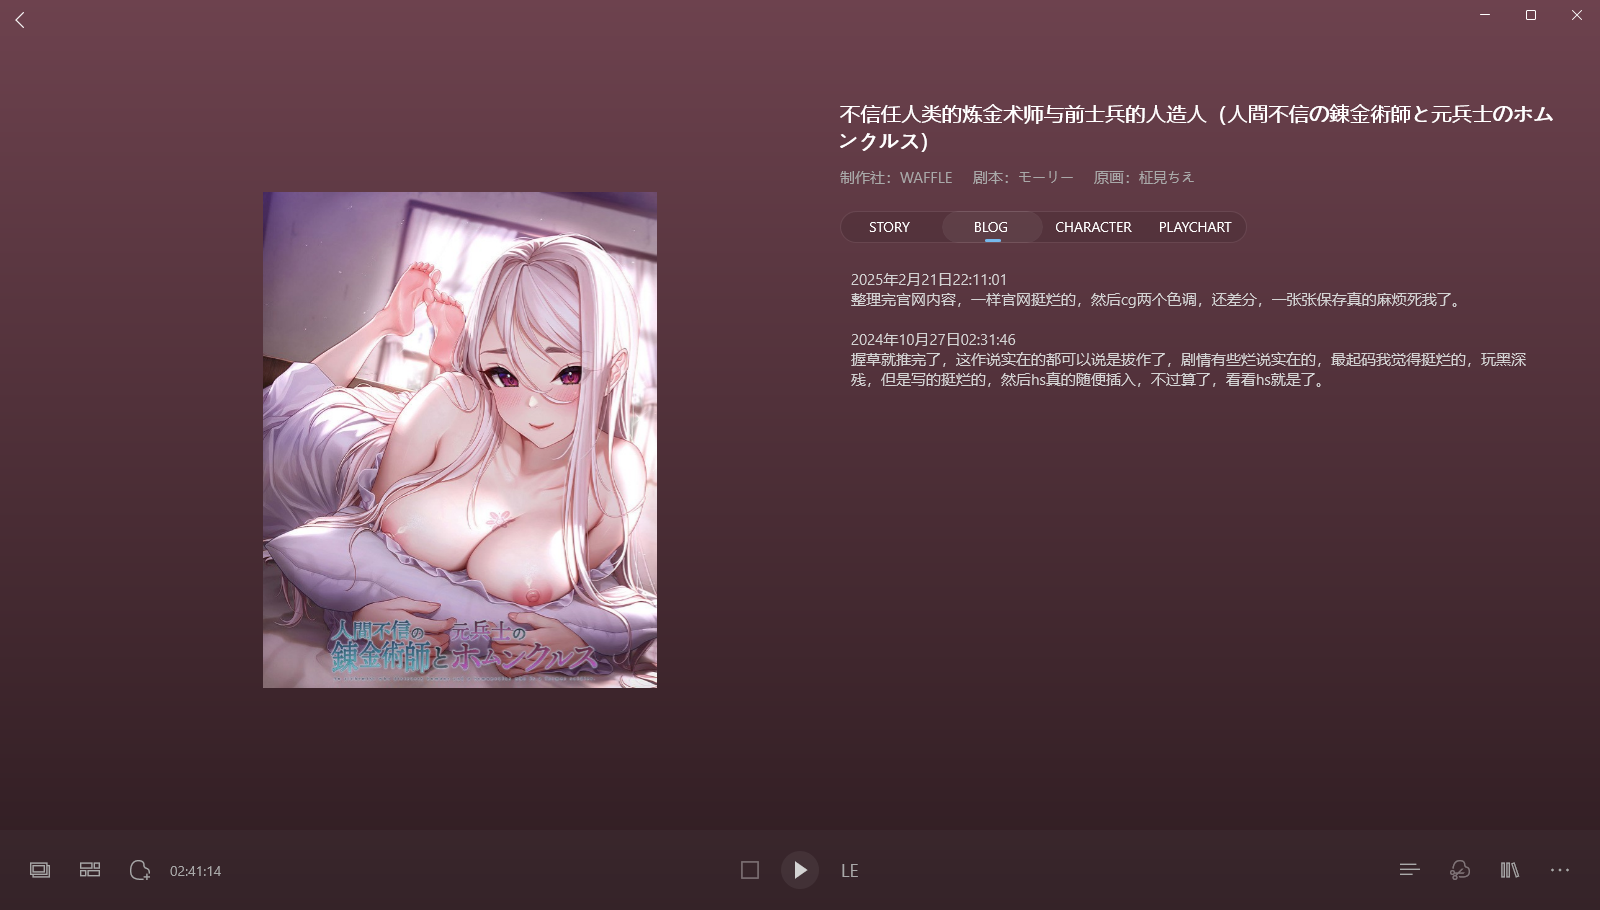 不信任人类的炼金术师与前士兵的人造人（人間不信の錬金術師と元兵士のホム
ンクルス）
制作社：WAFFLE 剧本：モーリー 原画：柾見ちえ
STORY BLOG CHARACTER PLAYCHART
2025年2月21日22:11:01
整理完官网内容，一样官网挺烂的，然后cg两个色调，还差分，一张张保存真的麻烦死我了。
2024年10月27日02:31:46
握草就推完了，这作说实在的都可以说是拔作了，剧情有些烂说实在的，最起码我觉得挺烂的，玩黑深
残，但是写的挺烂的，然后hs真的随便插入，不过算了，看看hs就是了。
人間不信の 元兵士の
錬金術師とホムンクルス
02:41:14
LE